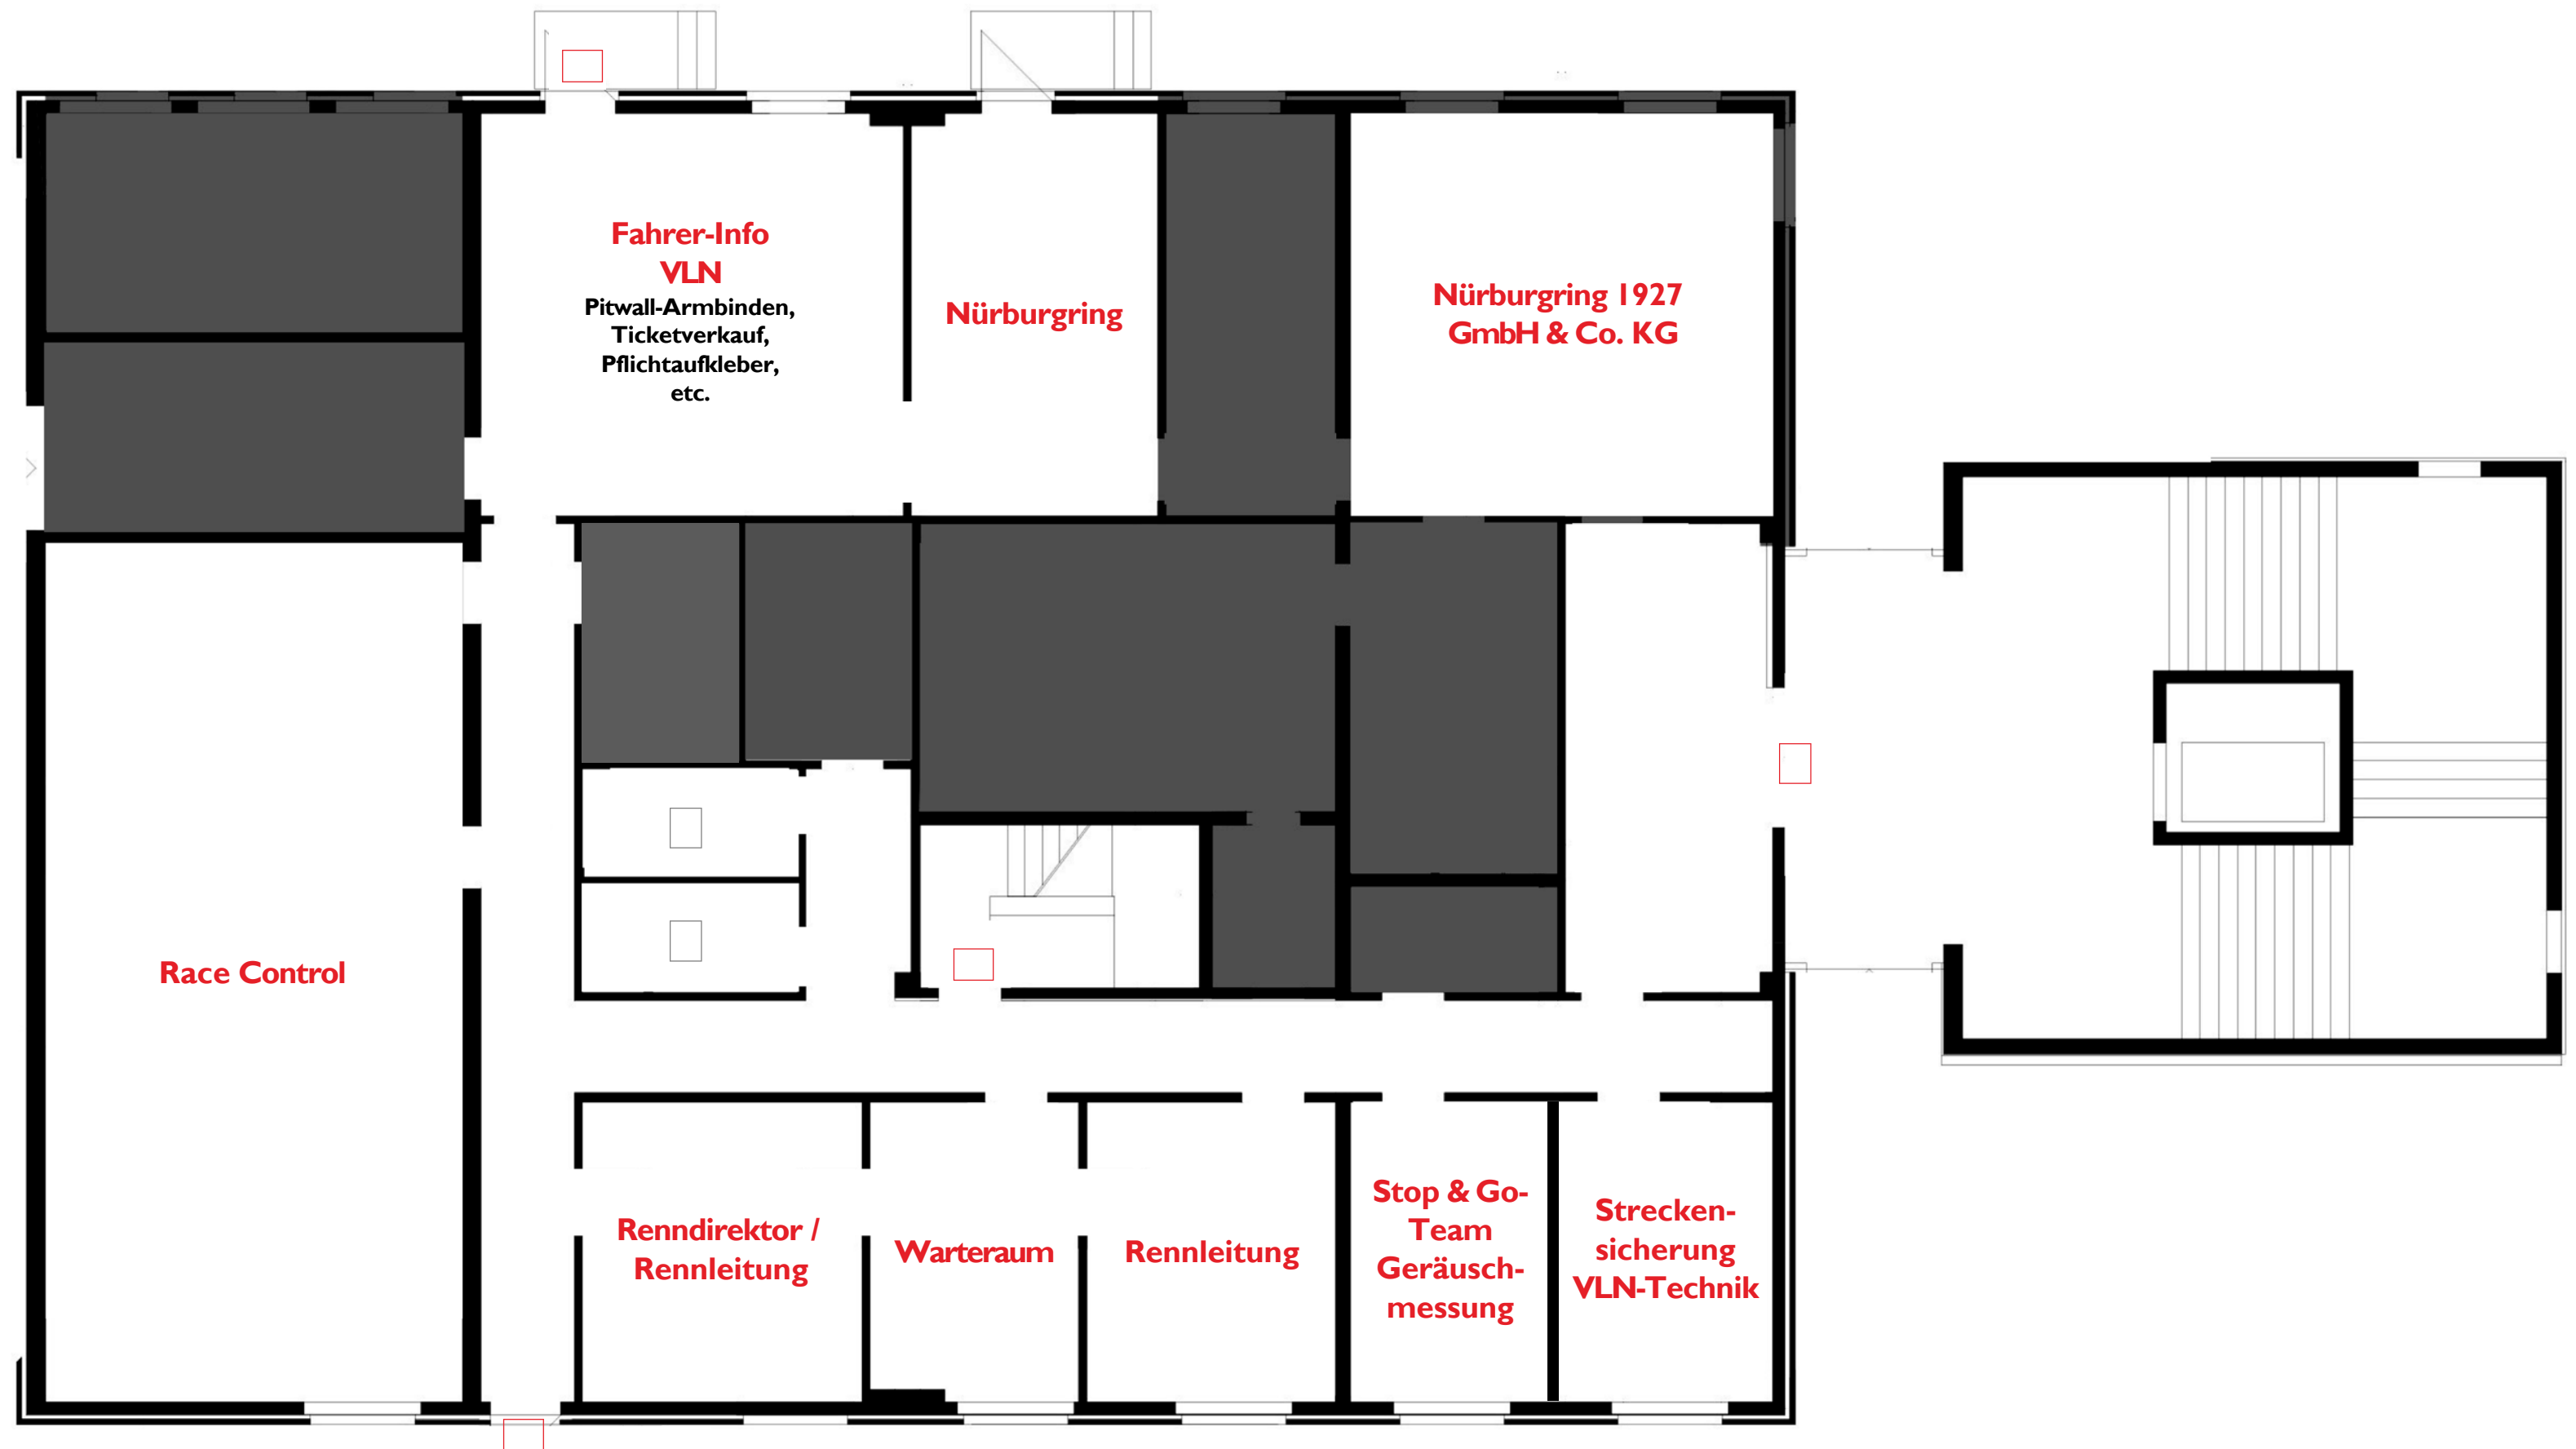 Fahrer-Info
VLN
Pitwall-Armbinden,
Ticketverkauf,
Pflichtaufkleber,
etc.
Nürburgring
Nürburgring 1927
GmbH & Co. KG
Race Control
Renndirektor /
Rennleitung
Warteraum
Rennleitung
Stop & Go-
Team
Geräusch-
messung
Strecken-
sicherung
VLN-Technik